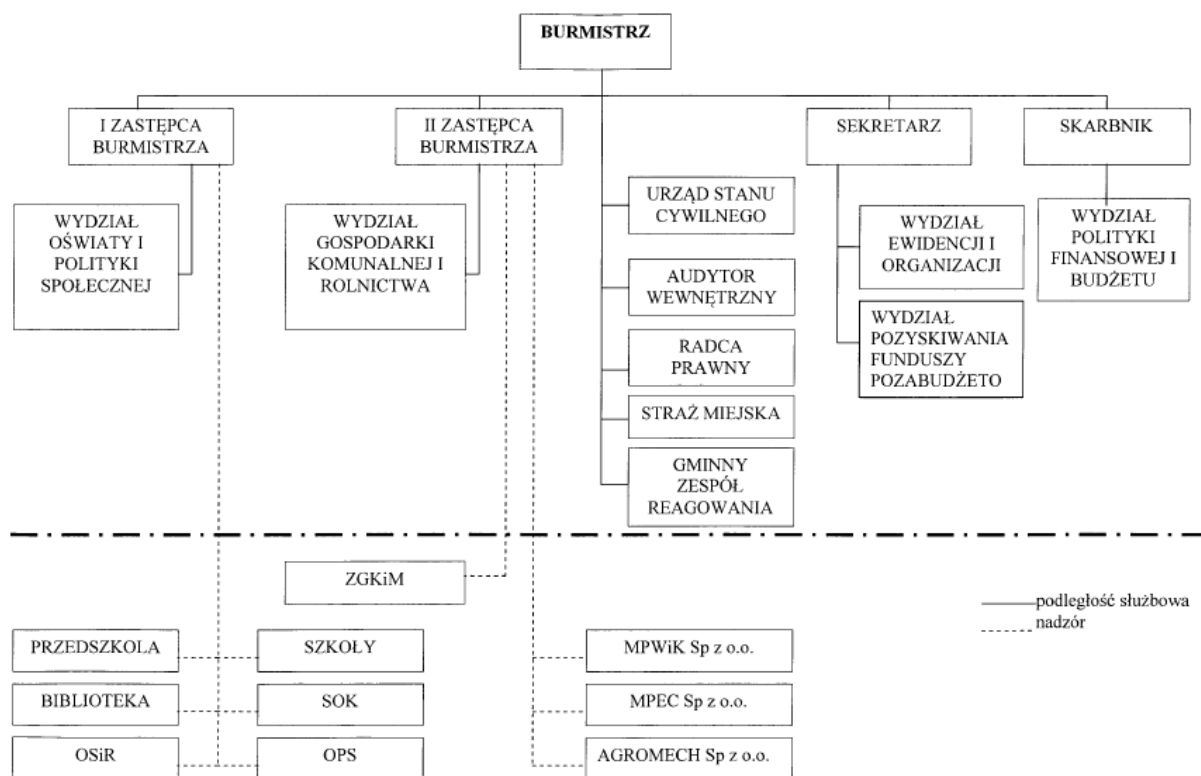 BURMISTRZ
I ZASTĘPCA
BURMISTRZA
II ZASTĘPCA
BURMISTRZA
SEKRETARZ
SKARBNIK
WYDZIAŁ
OŚWIATY I
POLITYKI
SPOŁECZNEJ
WYDZIAŁ
GOSPODARKI
KOMUNALNEJ I
ROLNICTWA
URZĄD STANU
CYWILNEGO
AUDYTOR
WEWNĘTRZNY
RADCA
PRAWNY
STRAŻ MIEJSKA
GMINNY
ZESPÓŁ
REAGOWANIA
WYDZIAŁ
EWIDENCJI I
ORGANIZACJI
WYDZIAŁ
POZYSKIWANIA
FUNDUSZY
POZABUDŻETO
WYDZIAŁ
POLITYKI
FINANSOWEJ I
BUDŻETU
ZGKiM
podległość służbowa
nadzór
PRZEDSZKOLA
SZKOŁY
MPWiK Sp z o.o.
BIBLIOTEKA
SOK
MPEC Sp z o.o.
OSiR
OPS
AGROMECH Sp z o.o.